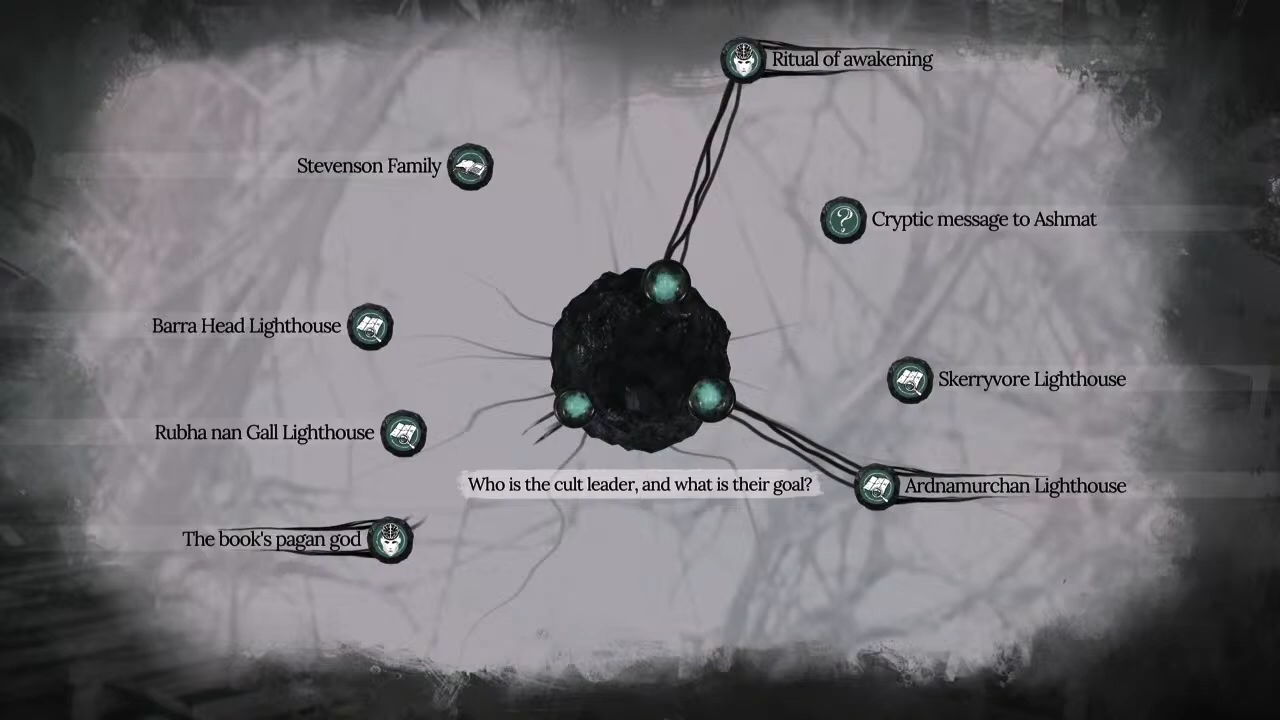 Ritual of awakening
Stevenson Family
Cryptic message to Ashmat
Barra Head Lighthouse
Skerryvore Lighthouse
Rubha nan Gall Lighthouse
Who is the cult leader, and what is their goal?
Ardnamurchan Lighthouse
The book's pagan god